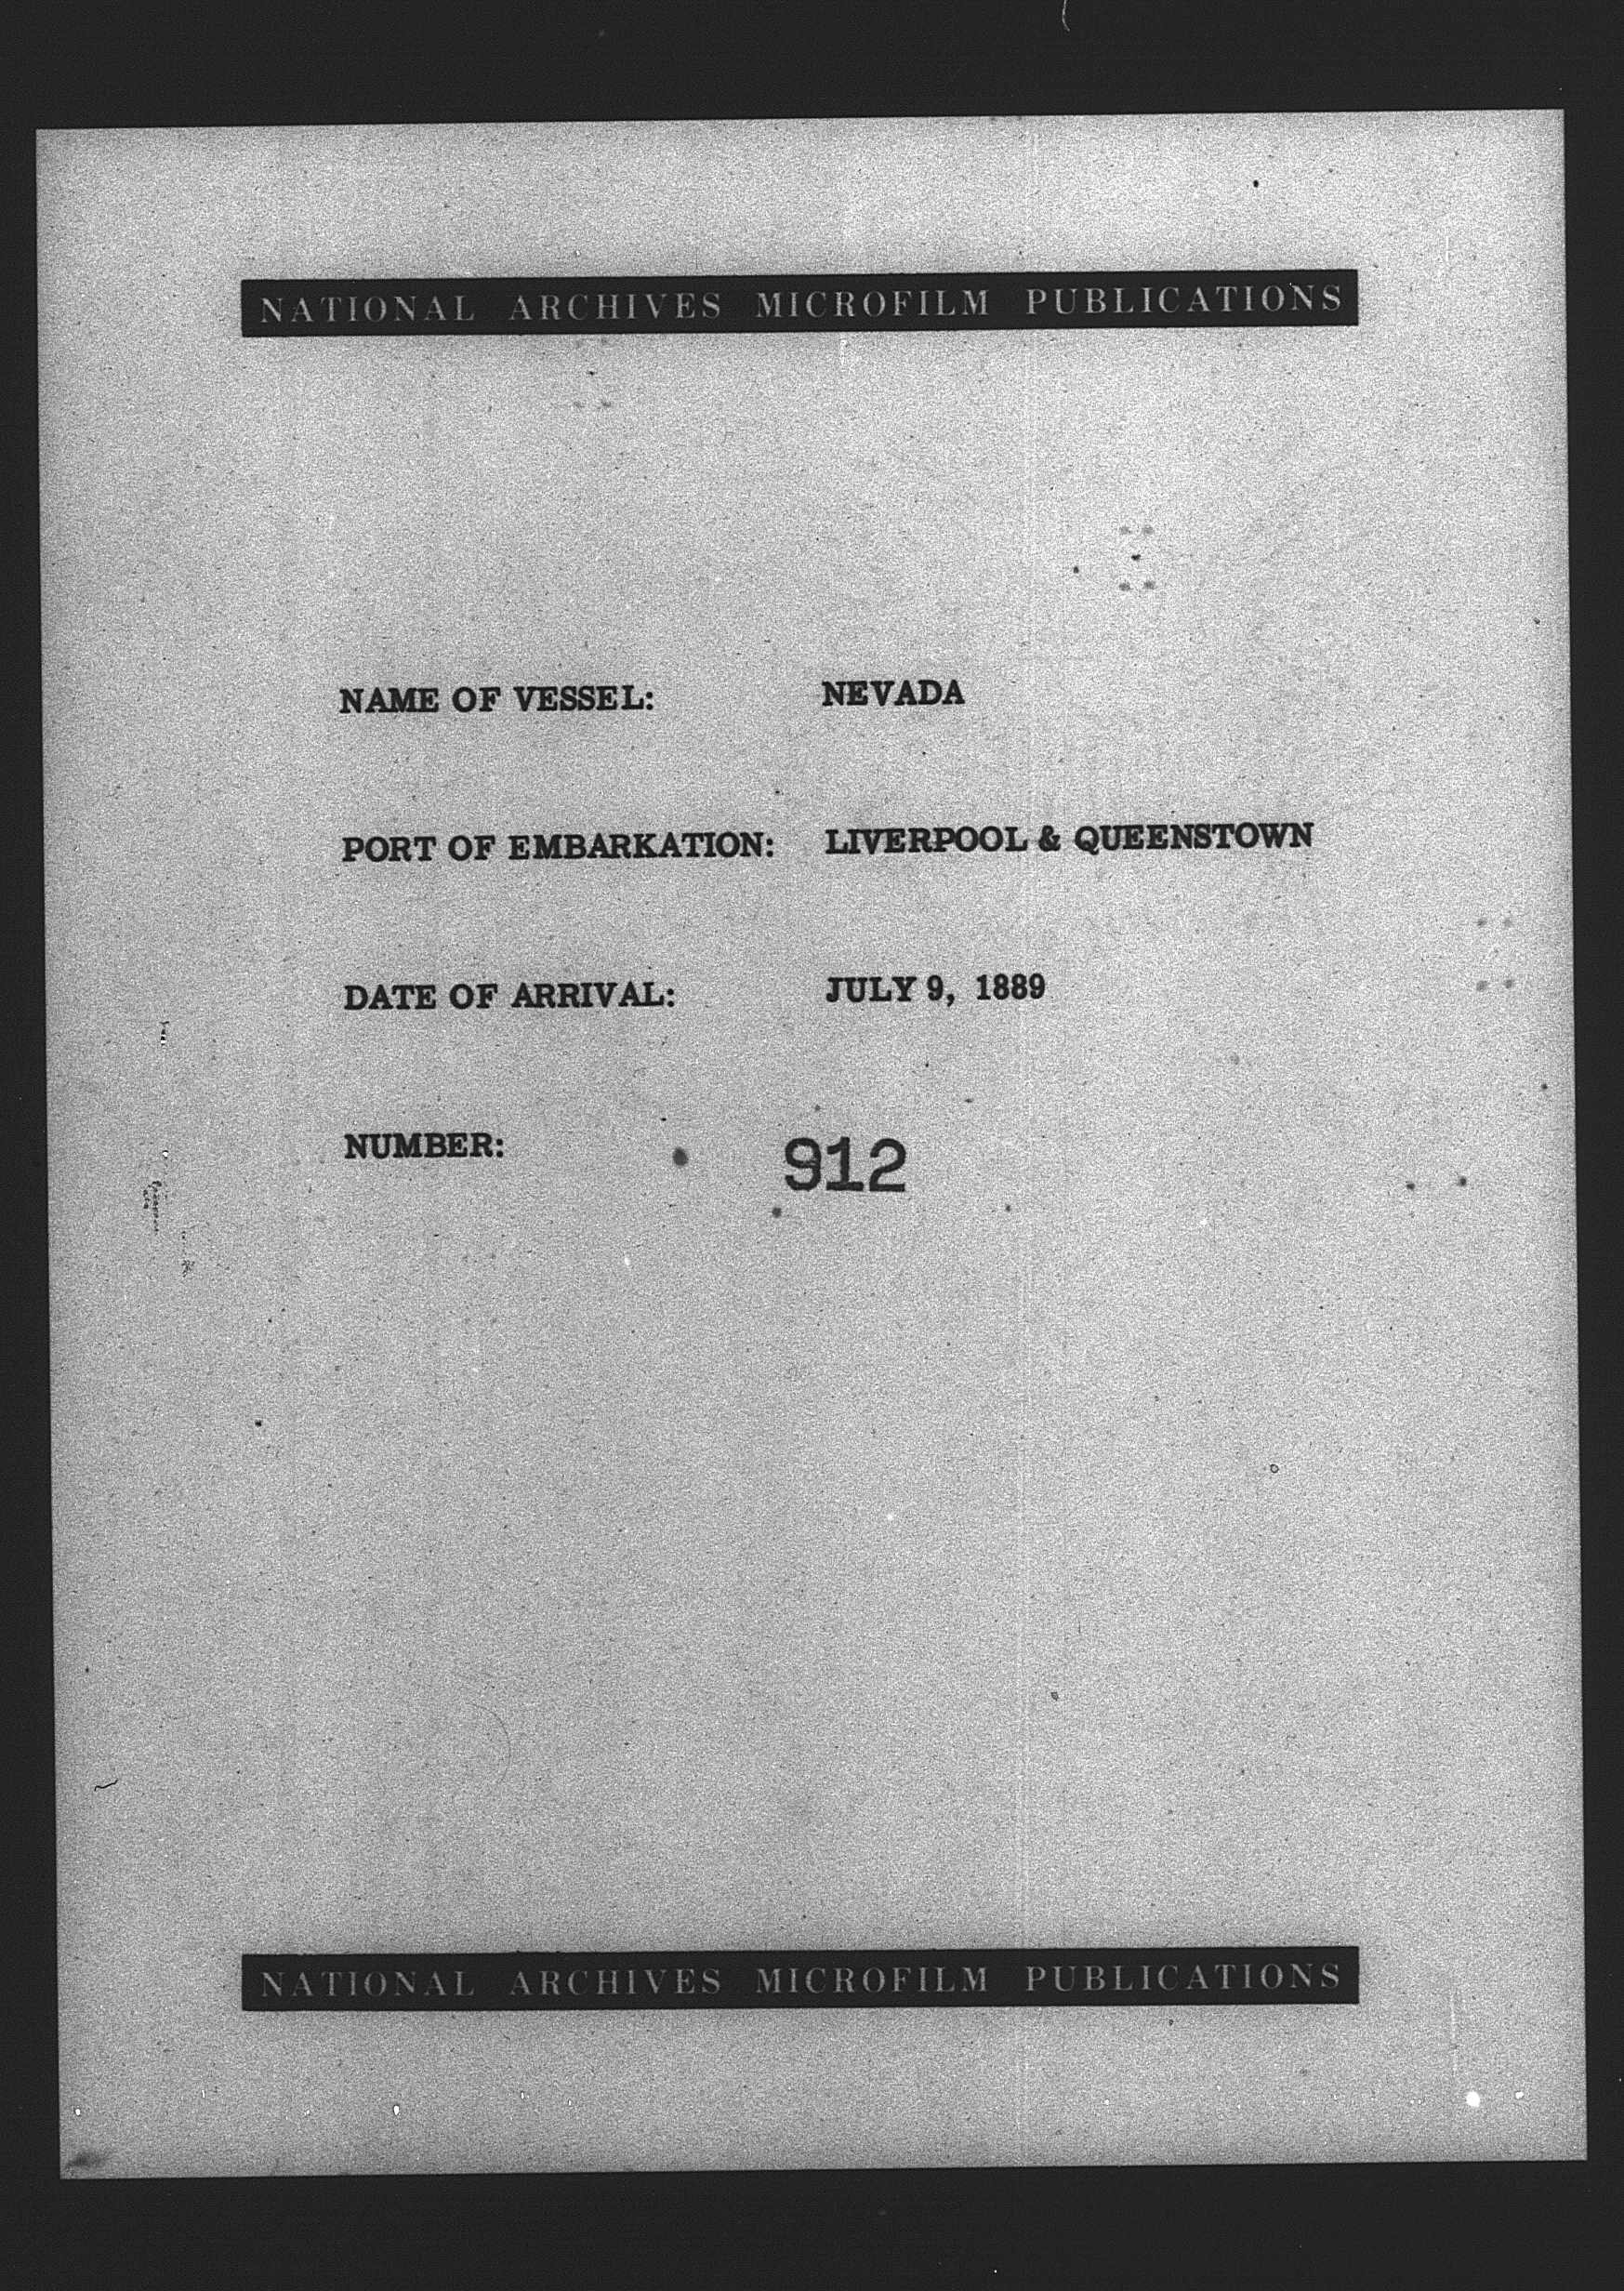 NATIONAL ARCHIVES MICROFILM PUBLICATIONS
NAME OF VESSEL: NEVADA
PORT OF EMBARKATION: LIVERPOOL & QUEENSTOWN
DATE OF ARRIVAL: JULY 9, 1889
NUMBER: 912
NATIONAL ARCHIVES MICROFILM PUBLICATIONS